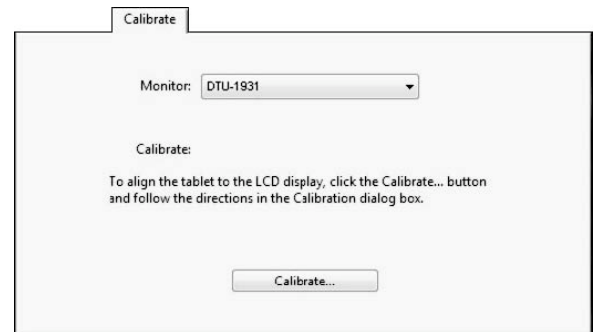 Calibrate
Monitor: DTU-1931
Calibrate:
To align the tablet to the LCD display, click the Calibrate... button
and follow the directions in the Calibration dialog box.
Calibrate...